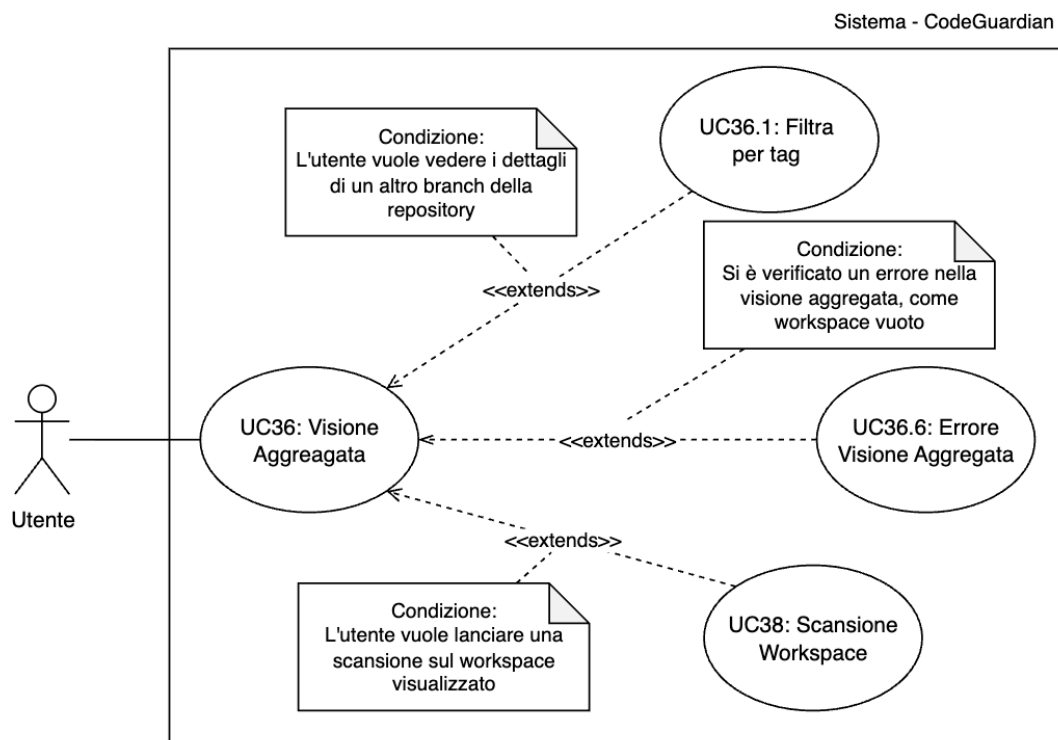 Sistema - CodeGuardian
Condizione:
L'utente vuole vedere i dettagli
di un altro branch della
repository
UC36.1: Filtra
per tag
Condizione:
Si è verificato un errore nella
visione aggregata, come
workspace vuoto
<<extends>>
UC36: Visione
Aggreagata
<<extends>>
UC36.6: Errore
Visione Aggregata
Utente
<<extends>>
Condizione:
L'utente vuole lanciare una
scansione sul workspace
visualizzato
UC38: Scansione
Workspace